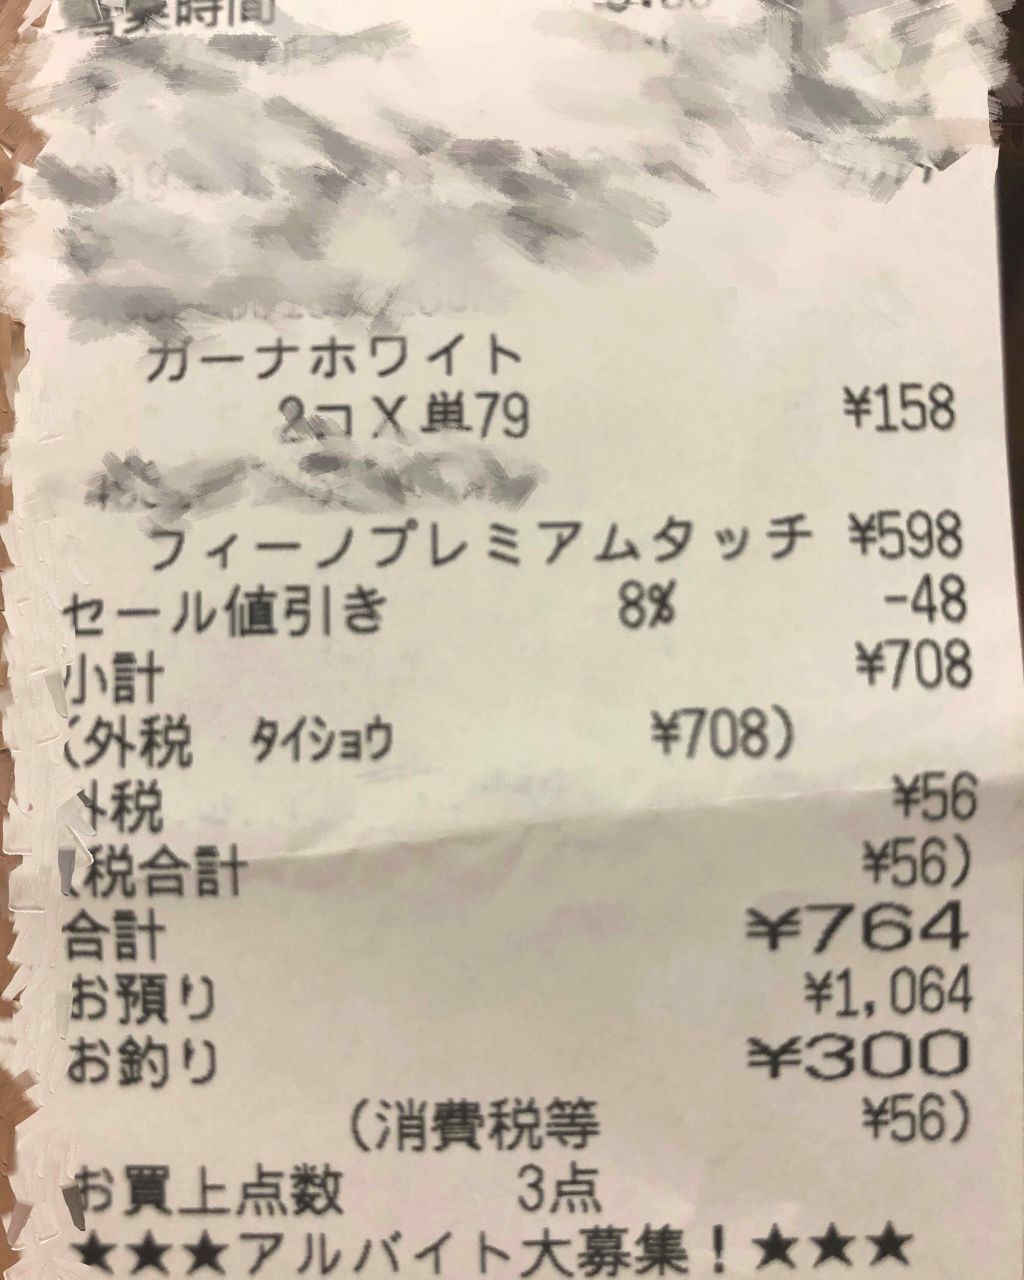 営業時間
ガーナホワイト
2コX単79 ¥158
フィーノプレミアムタッチ ¥598
セール値引き 8% -48
小計 ¥708
(外税 タイショウ ¥708)
外税 ¥56
(税合計 ¥56)
合計 ¥764
お預り ¥1,064
お釣り ¥300
(消費税等 ¥56)
お買上点数 3点
★★★アルバイト大募集！★★★